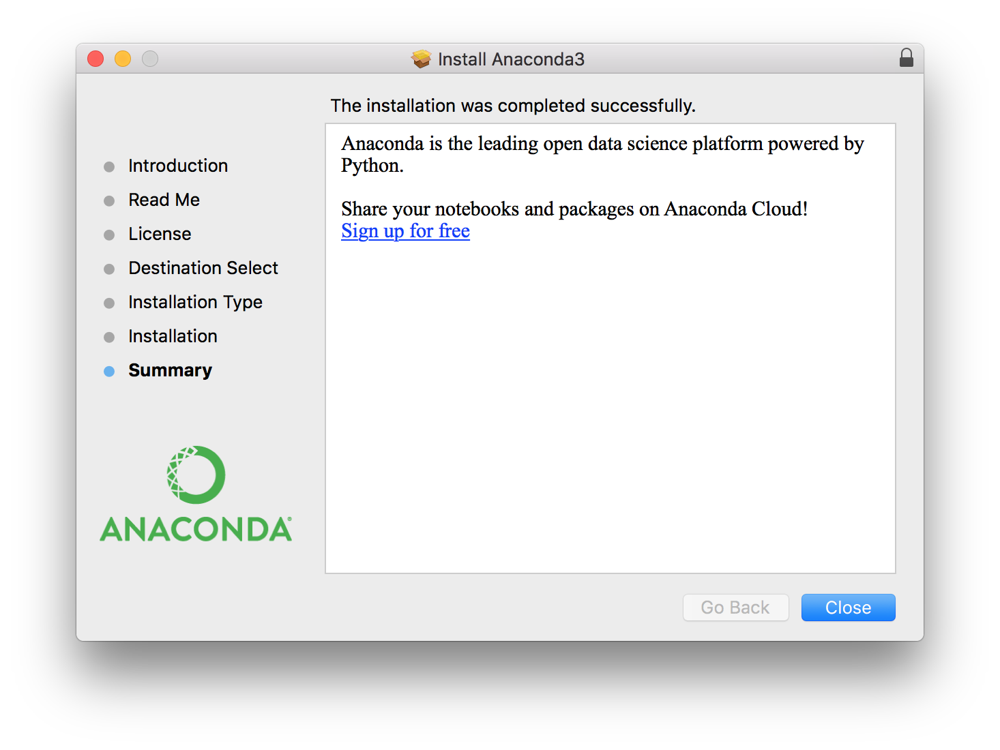 Install Anaconda3
The installation was completed successfully.
Introduction
Read Me
License
Destination Select
Installation Type
Installation
Summary
ANACONDA®
Anaconda is the leading open data science platform powered by
Python.
Share your notebooks and packages on Anaconda Cloud!
Sign up for free
Go Back
Close